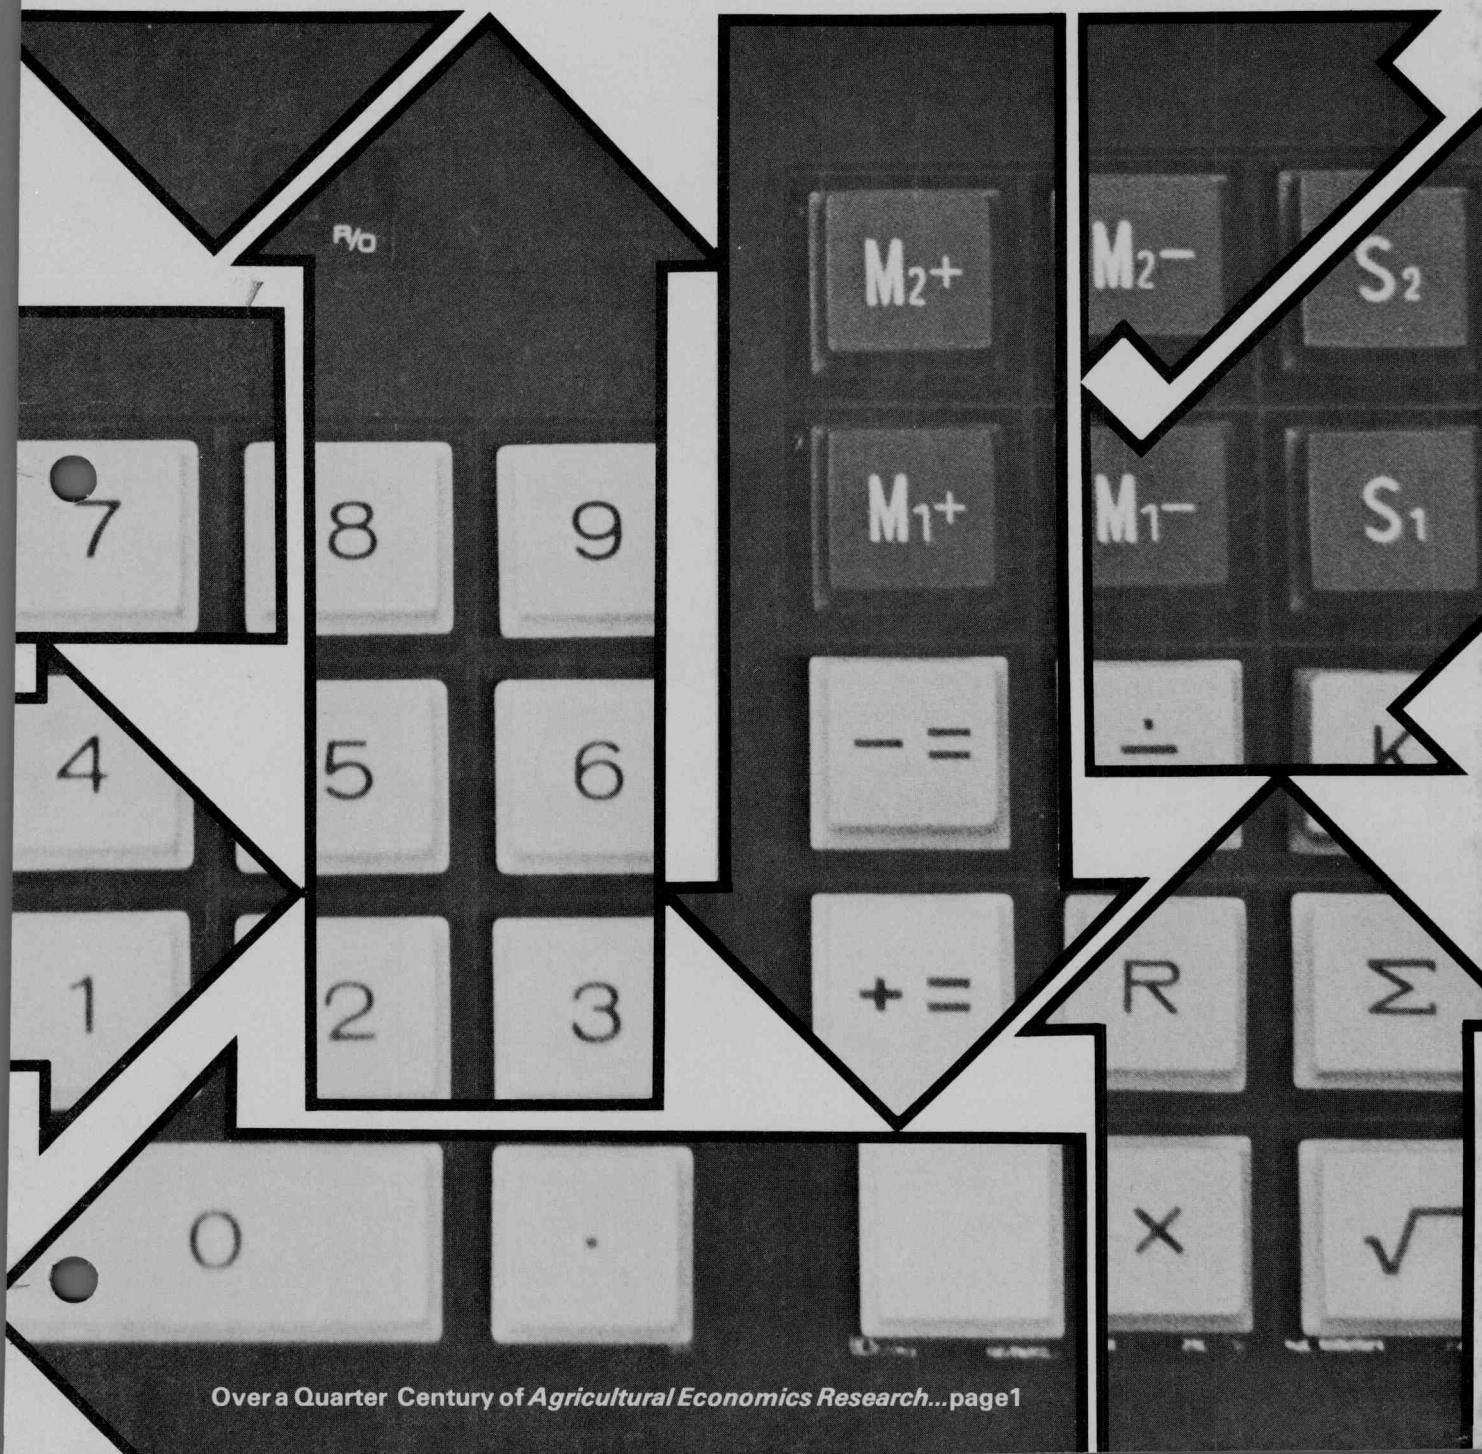 R/O
M2+ M2- S2
7 8 9 M1+ M1- S1
4 5 6 - = ÷ K
1 2 3 + = R Σ
0 . × √
Over a Quarter Century of Agricultural Economics Research...page1